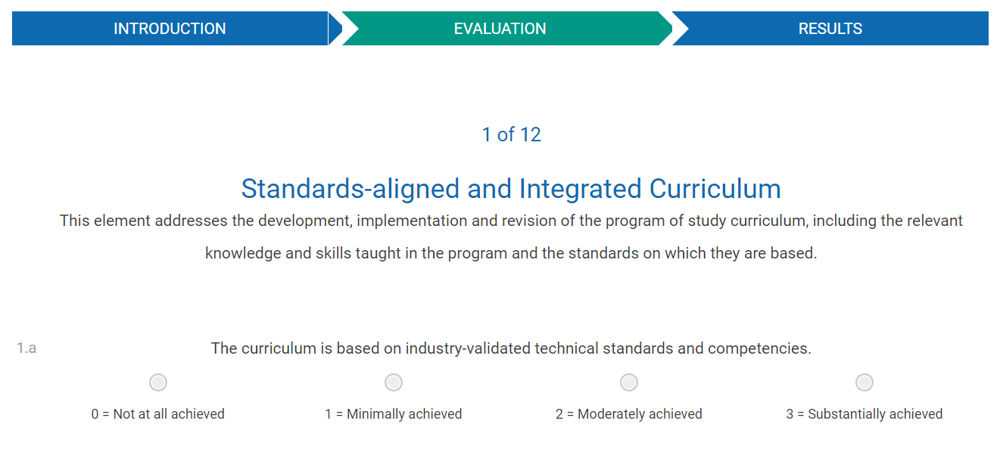 INTRODUCTION
EVALUATION
RESULTS
1 of 12
Standards-aligned and Integrated Curriculum
This element addresses the development, implementation and revision of the program of study curriculum, including the relevant
knowledge and skills taught in the program and the standards on which they are based.
1.a
The curriculum is based on industry-validated technical standards and competencies.
0 = Not at all achieved
1 = Minimally achieved
2 = Moderately achieved
3 = Substantially achieved